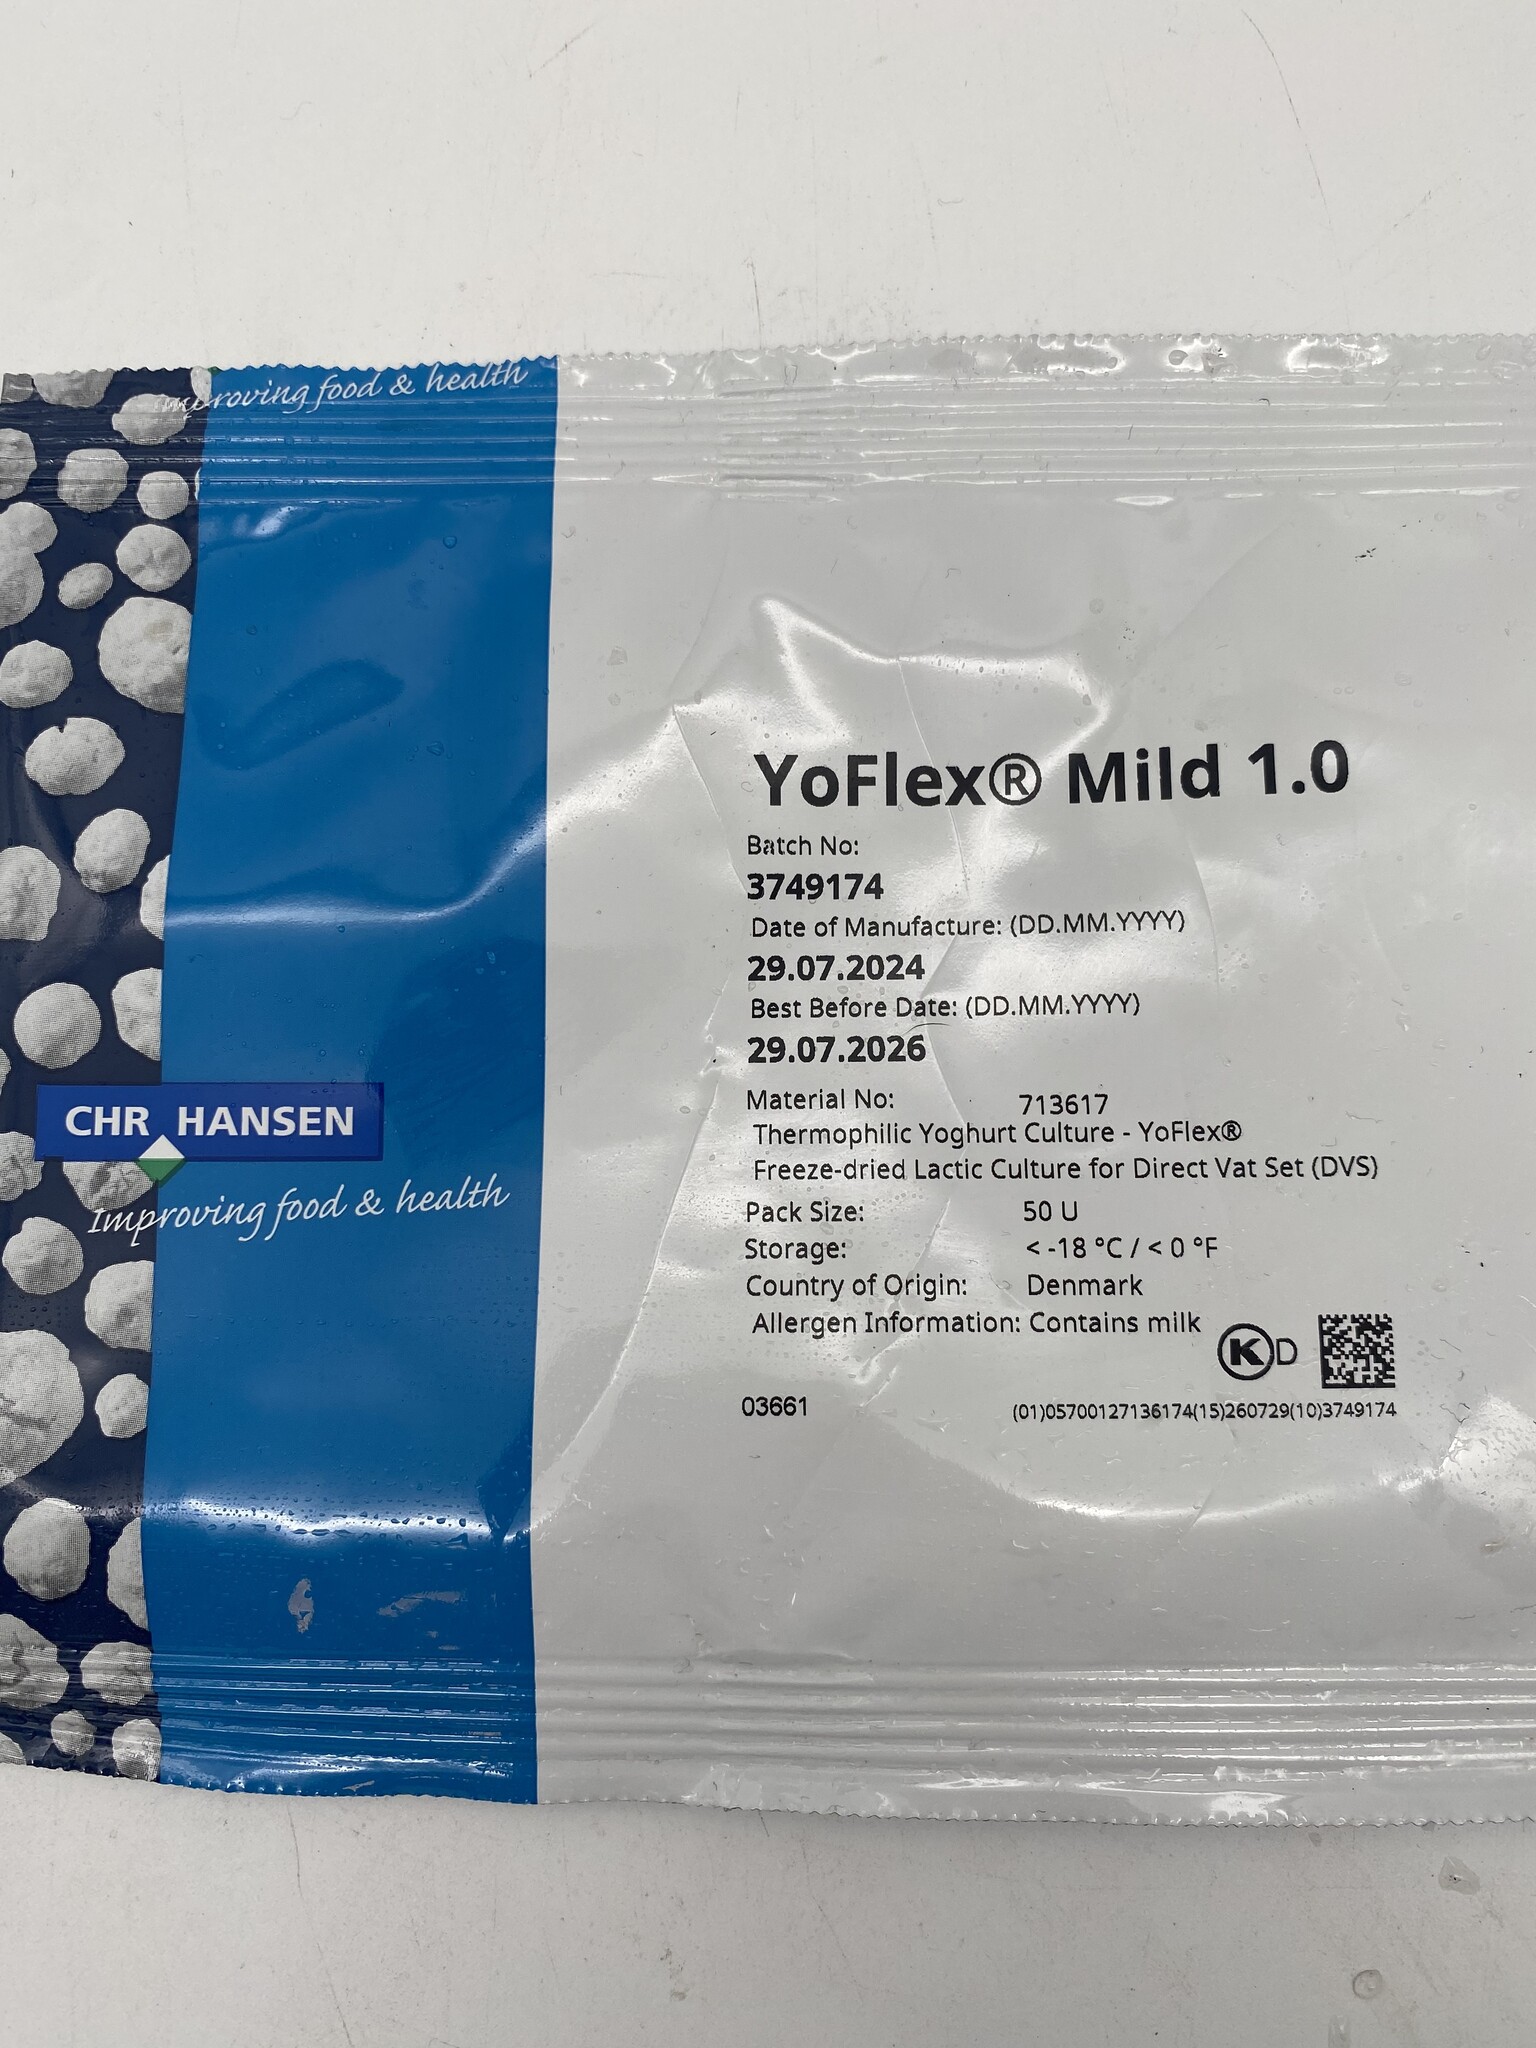 Improving food & health
YoFlex® Mild 1.0
Batch No:
3749174
Date of Manufacture: (DD.MM.YYYY)
29.07.2024
Best Before Date: (DD.MM.YYYY)
29.07.2026
Material No: 713617
Thermophilic Yoghurt Culture - YoFlex®
Freeze-dried Lactic Culture for Direct Vat Set (DVS)
Pack Size: 50 U
Storage: < -18 °C / < 0 °F
Country of Origin: Denmark
Allergen Information: Contains milk
K D
03661 (01)05700127136174(15)260729(10)3749174
CHR HANSEN
Improving food & health